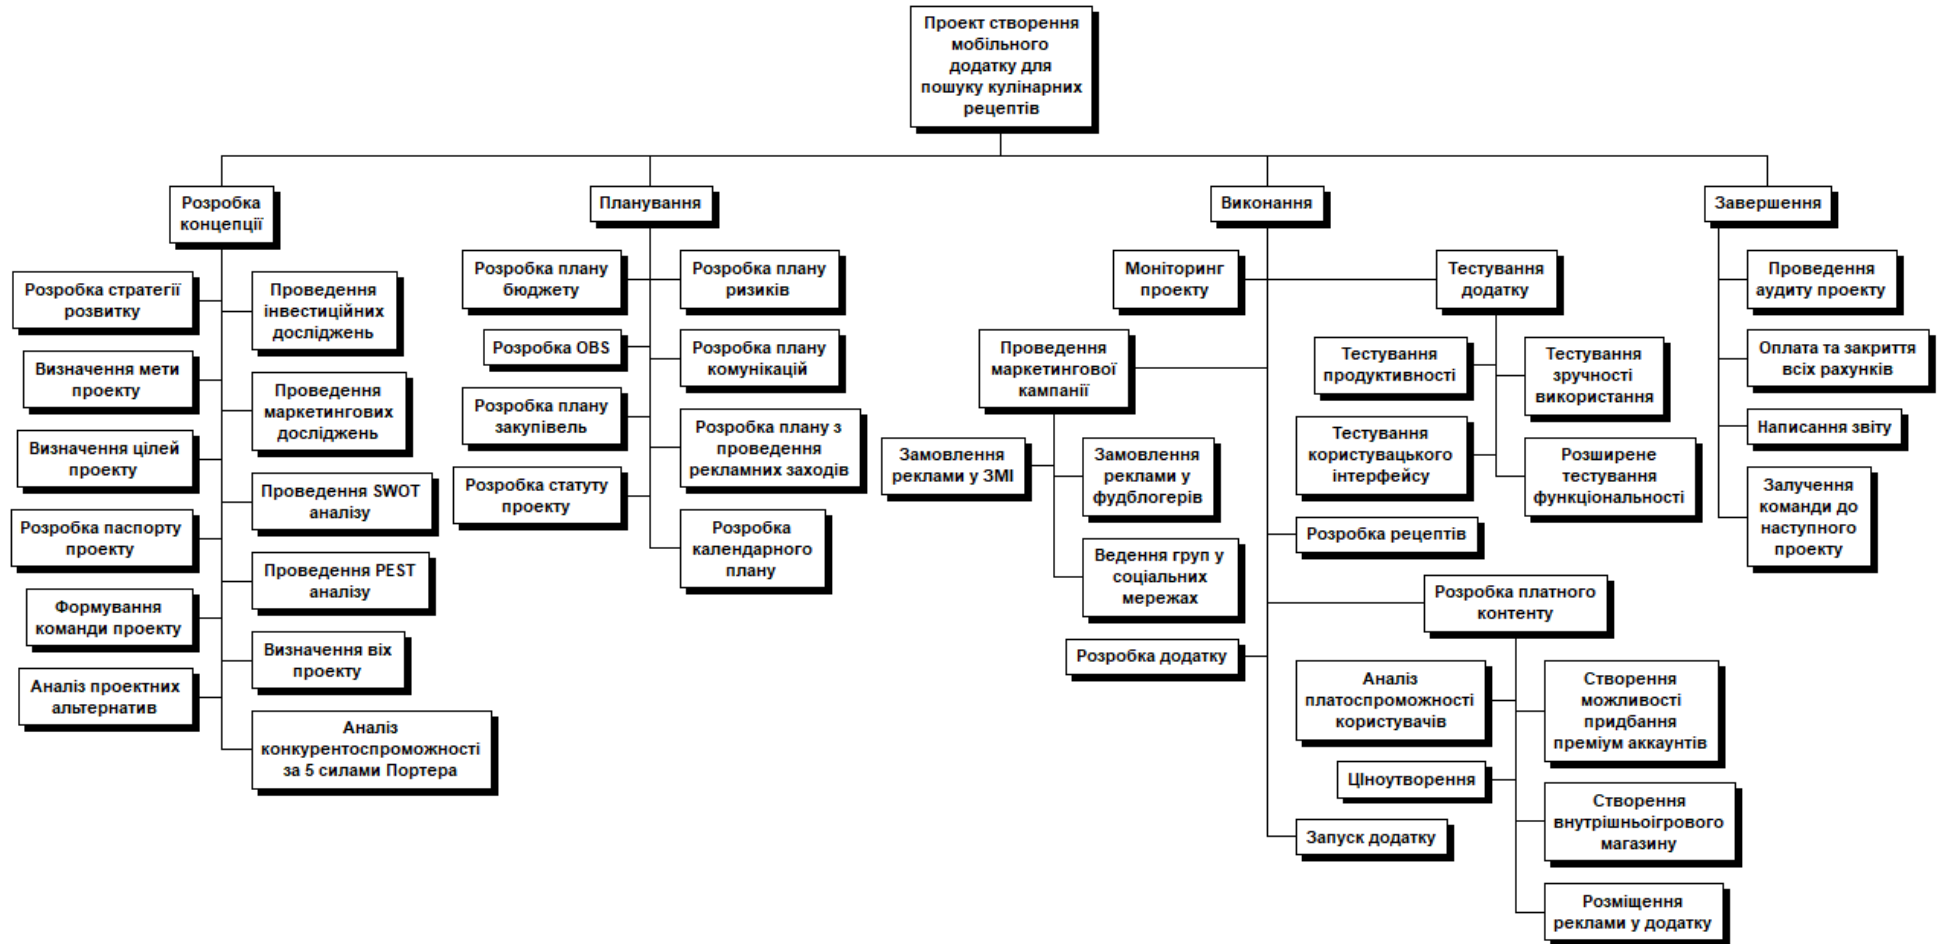 Проект створення
мобільного
додатку для
пошуку кулінарних
рецептів
Розробка
концепції
Розробка стратегії
розвитку
Проведення
інвестиційних
досліджень
Визначення мети
проекту
Проведення
маркетингових
досліджень
Визначення цілей
проекту
Проведення SWOT
аналізу
Розробка паспорту
проекту
Проведення PEST
аналізу
Формування
команди проекту
Визначення віх
проекту
Аналіз проектних
альтернатив
Аналіз
конкурентоспроможності
за 5 силами Портера
Планування
Розробка плану
бюджету
Розробка плану
ризиків
Розробка OBS
Розробка плану
комунікацій
Розробка плану
закупівель
Розробка плану з
проведення
рекламних заходів
Розробка статуту
проекту
Розробка
календарного
плану
Виконання
Моніторинг
проекту
Тестування
додатку
Тестування
продуктивності
Тестування
зручності
використання
Тестування
користувацького
інтерфейсу
Розширене
тестування
функціональності
Проведення
маркетингової
кампанії
Замовлення
реклами у ЗМІ
Замовлення
реклами у
фудблогерів
Ведення груп у
соціальних
мережах
Розробка рецептів
Розробка платного
контенту
Аналіз
платоспроможності
користувачів
Створення
можливості
придбання
преміум аккаунтів
ЦІноутворення
Створення
внутрішньоігрового
магазину
Розміщення
реклами у додатку
Розробка додатку
Запуск додатку
Завершення
Проведення
аудиту проекту
Оплата та закриття
всіх рахунків
Написання звіту
Залучення
команди до
наступного
проекту